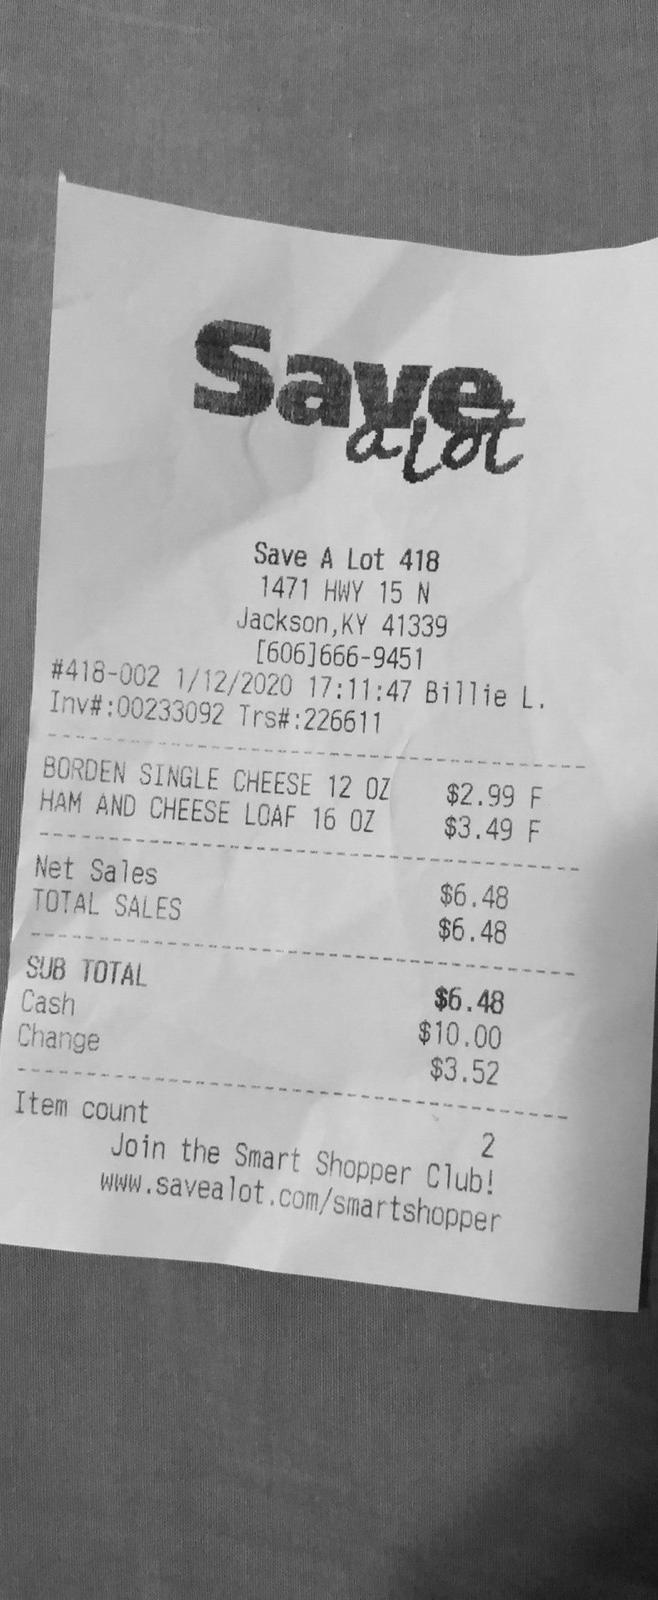 Save
a lot
Save A Lot 418
1471 HWY 15 N
Jackson,KY 41339
[606]666-9451
#418-002 1/12/2020 17:11:47 Billie L.
Inv#:00233092 Trs#:226611
BORDEN SINGLE CHEESE 12 OZ $2.99 F
HAM AND CHEESE LOAF 16 OZ $3.49 F
Net Sales $6.48
TOTAL SALES $6.48
SUB TOTAL $6.48
Cash $10.00
Change $3.52
Item count 2
Join the Smart Shopper Club!
www.savealot.com/smartshopper